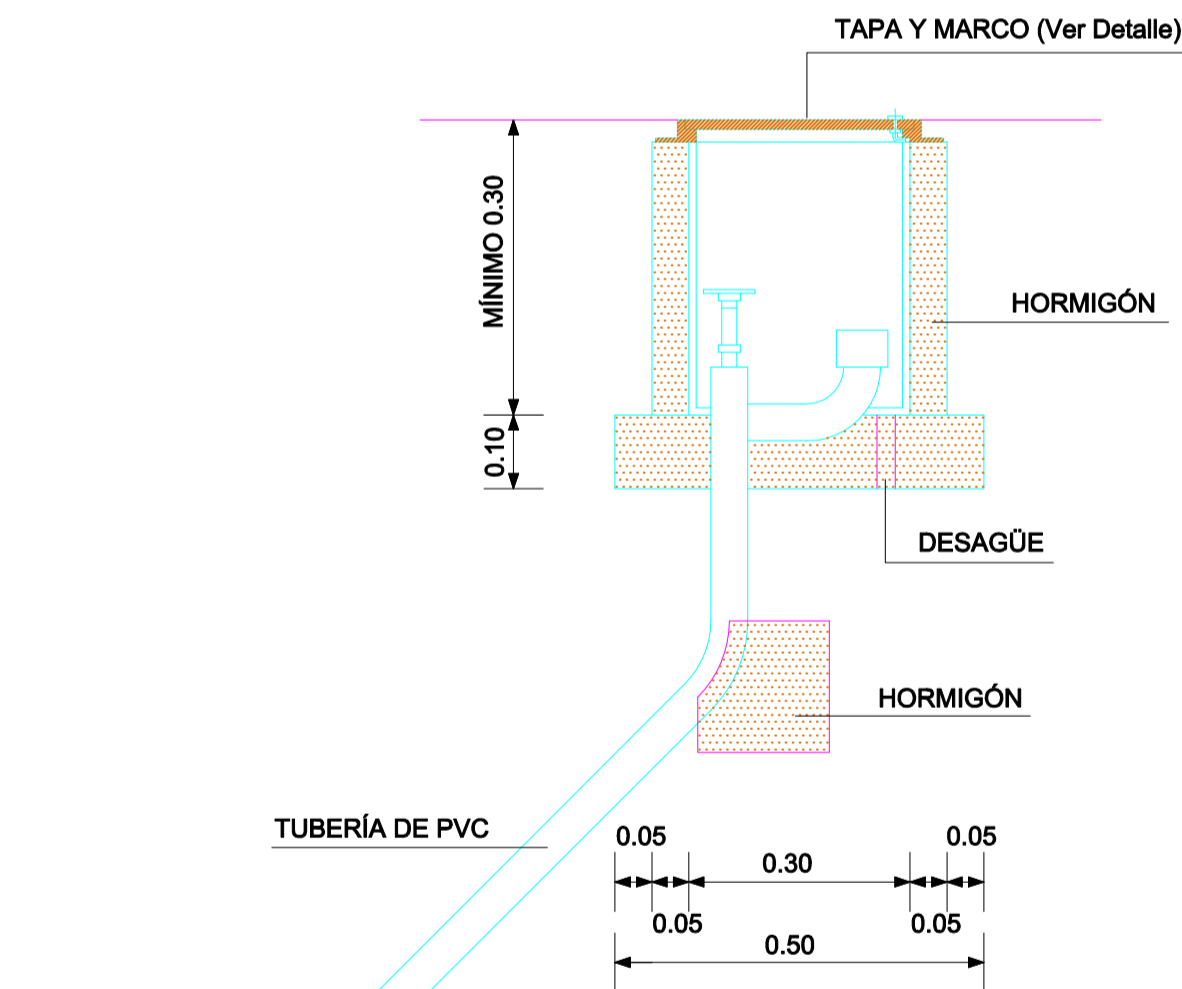 TAPA Y MARCO (Ver Detalle)
MÍNIMO 0.30
HORMIGÓN
0.10
DESAGÜE
HORMIGÓN
TUBERÍA DE PVC
0.05
0.05
0.30
0.05
0.05
0.50